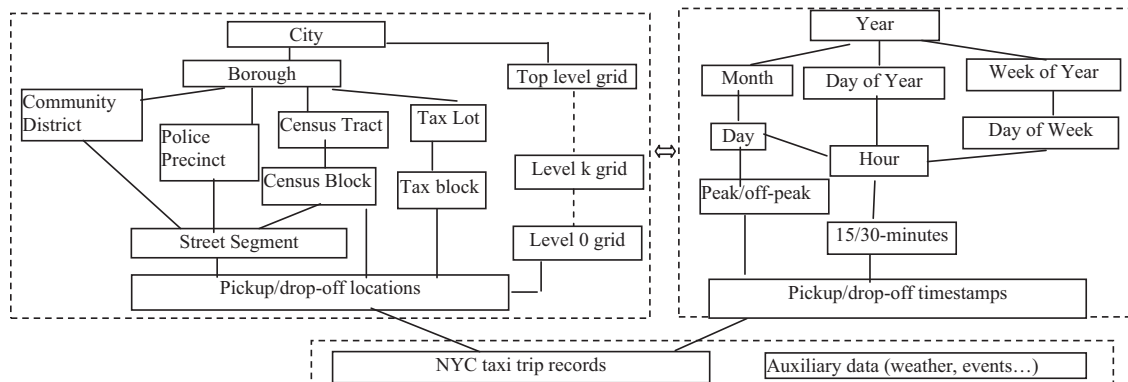 City
Borough
Top level grid
Community
District
Police
Precinct
Census Tract
Tax Lot
Census Block
Tax block
Level k grid
Street Segment
Level 0 grid
Pickup/drop-off locations
⇔
Year
Month
Day of Year
Week of Year
Day
Day of Week
Hour
Peak/off-peak
15/30-minutes
Pickup/drop-off timestamps
NYC taxi trip records
Auxiliary data (weather, events…)